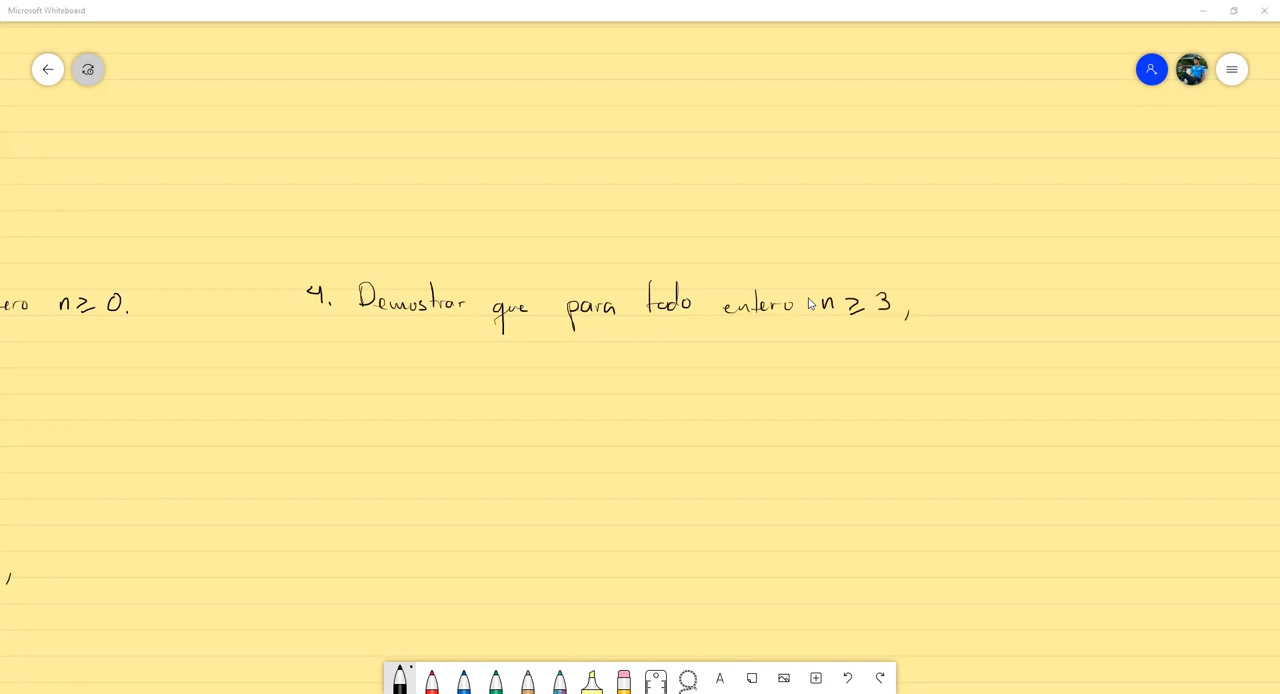 Microsoft Whiteboard
ero n ≥ 0.
4. Demostrar que para todo entero n ≥ 3,
,
A